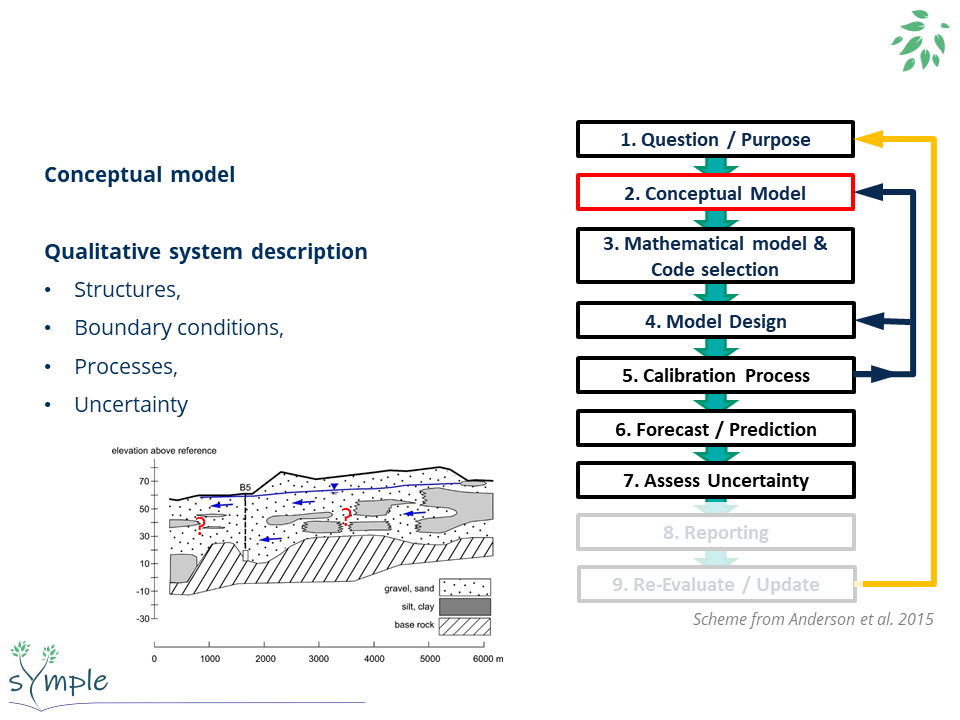 Conceptual model
Qualitative system description
• Structures,
• Boundary conditions,
• Processes,
• Uncertainty
elevation above reference
70
50
30
10
-10
-30
B5
?
?
gravel, sand
silt, clay
base rock
0 1000 2000 3000 4000 5000 6000 m
1. Question / Purpose
2. Conceptual Model
3. Mathematical model &
Code selection
4. Model Design
5. Calibration Process
6. Forecast / Prediction
7. Assess Uncertainty
8. Reporting
9. Re-Evaluate / Update
Scheme from Anderson et al. 2015
sYmple